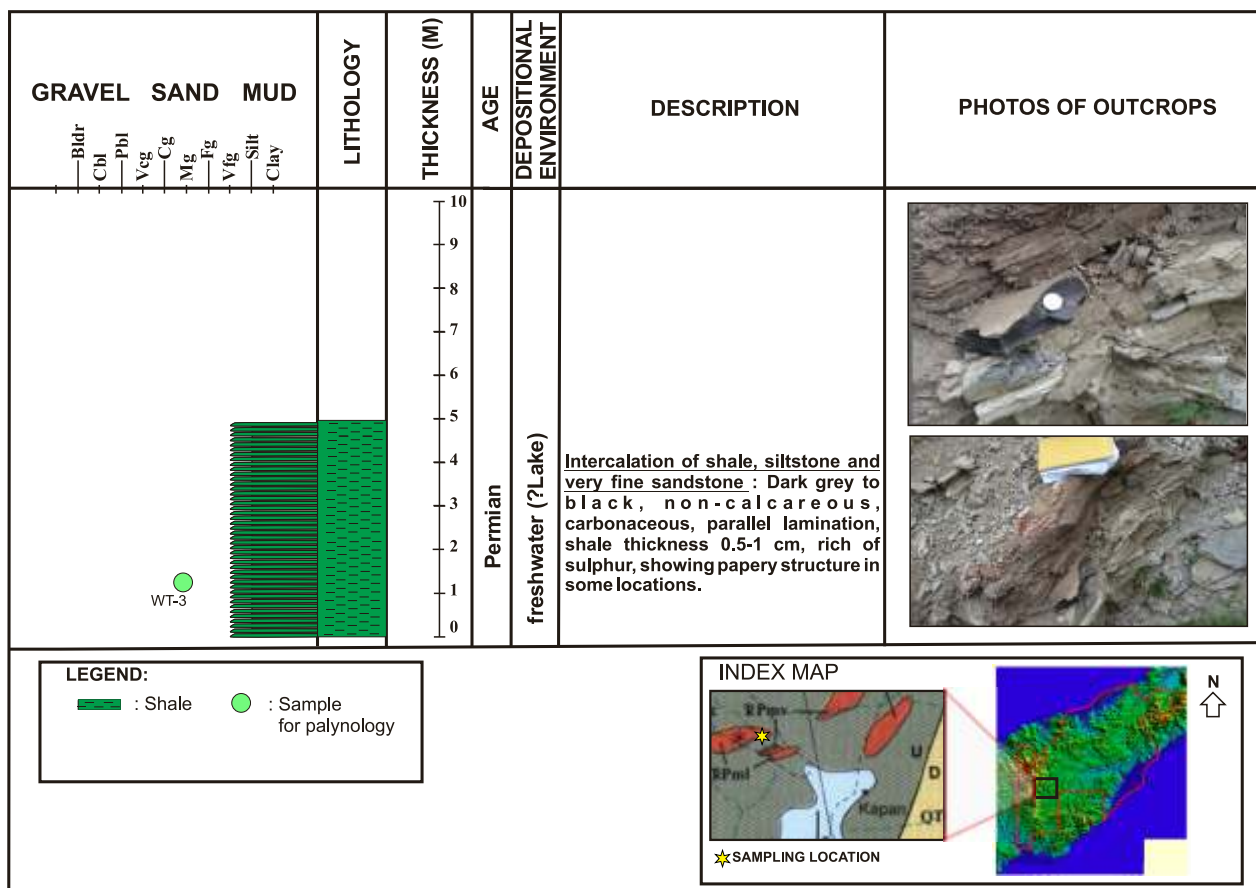 GRAVEL SAND MUD
Bldr
Cbl
Pbl
Vcg
Cg
Mg
Fg
Vfg
Silt
Clay
LITHOLOGY
THICKNESS (M)
AGE
DEPOSITIONAL
ENVIRONMENT
DESCRIPTION
PHOTOS OF OUTCROPS
10
9
8
7
6
5
4
3
2
1
0
WT-3
Permian
freshwater (?Lake)
Intercalation of shale, siltstone and
very fine sandstone : Dark grey to
black, non-calcareous,
carbonaceous, parallel lamination,
shale thickness 0.5-1 cm, rich of
sulphur, showing papery structure in
some locations.
LEGEND:
: Shale
: Sample
for palynology
INDEX MAP
U
D
Kapan
QT
SAMPLING LOCATION
N